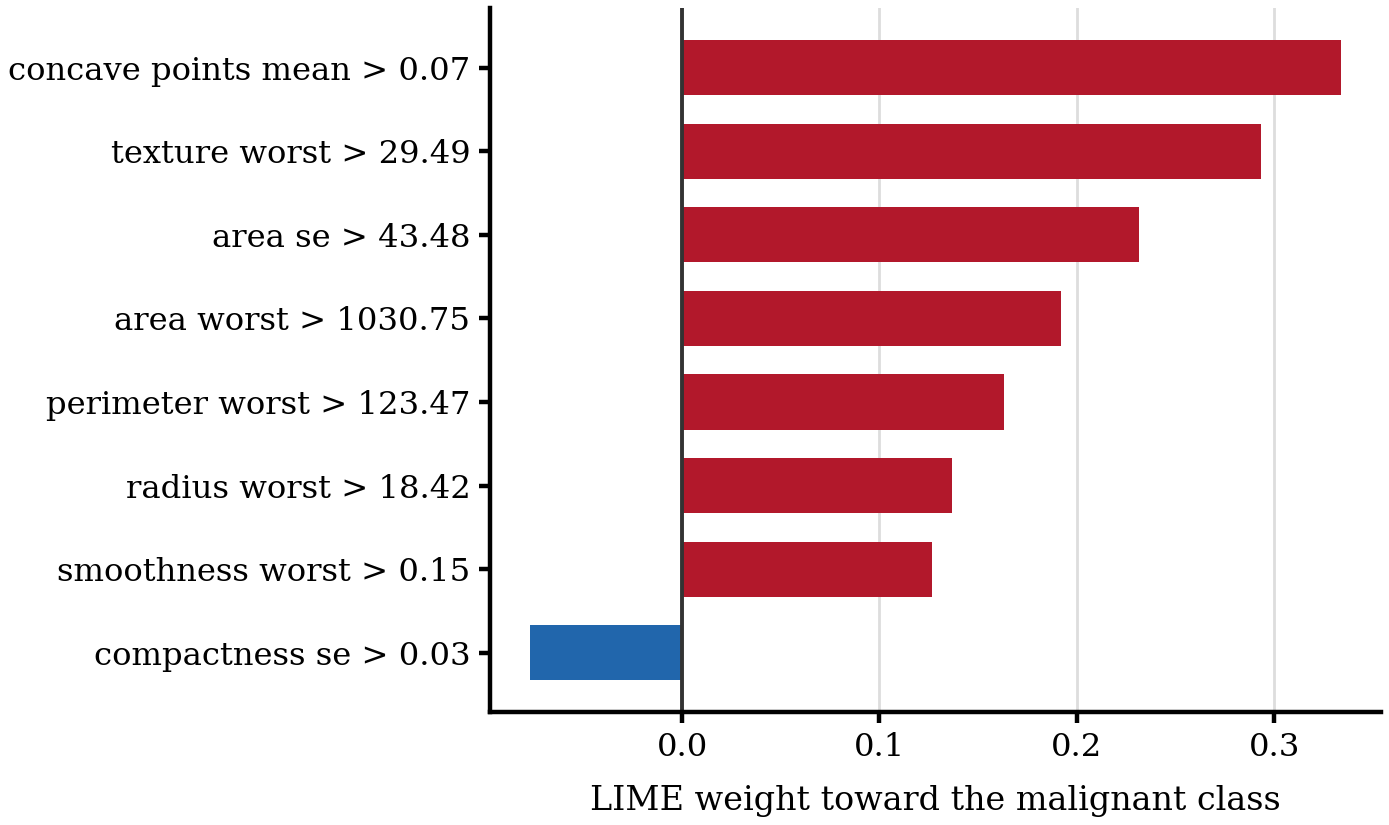 concave points mean > 0.07
texture worst > 29.49
area se > 43.48
area worst > 1030.75
perimeter worst > 123.47
radius worst > 18.42
smoothness worst > 0.15
compactness se > 0.03
0.0 0.1 0.2 0.3
LIME weight toward the malignant class